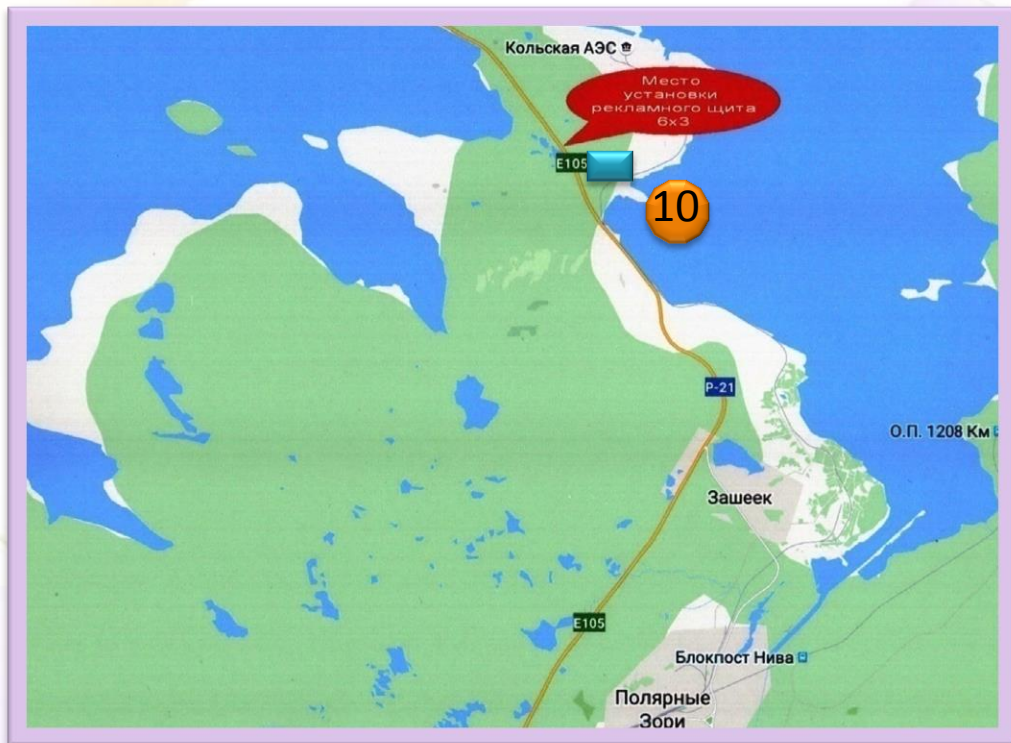 Кольская АЭС
Место
установки
рекламного щита
6х3
E105
10
Р-21
О.П. 1208 Км
Зашеек
E105
Блокпост Нива
Полярные
Зори